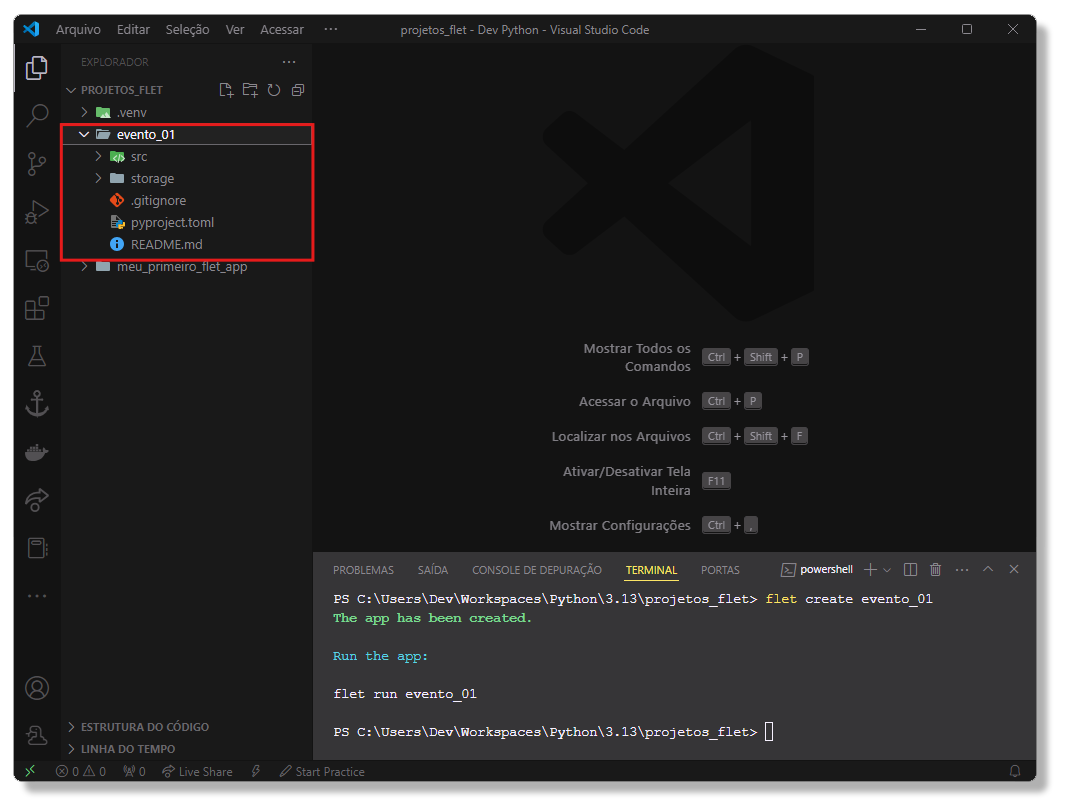 Arquivo Editar Seleção Ver Acessar ··· projetos_flet - Dev Python - Visual Studio Code
EXPLORADOR ···
PROJETOS_FLET
.venv
evento_01
src
storage
.gitignore
pyproject.toml
README.md
meu_primeiro_flet_app
Mostrar Todos os
Comandos
Ctrl + Shift + P
Acessar o Arquivo Ctrl + P
Localizar nos Arquivos Ctrl + Shift + F
Ativar/Desativar Tela
Inteira
F11
Mostrar Configurações Ctrl + ,
PROBLEMAS SAÍDA CONSOLE DE DEPURAÇÃO TERMINAL PORTAS powershell ···
PS C:\Users\Dev\Workspaces\Python\3.13\projetos_flet> flet create evento_01
The app has been created.
Run the app:
flet run evento_01
PS C:\Users\Dev\Workspaces\Python\3.13\projetos_flet>
ESTRUTURA DO CÓDIGO
LINHA DO TEMPO
0 0 0 Live Share Start Practice